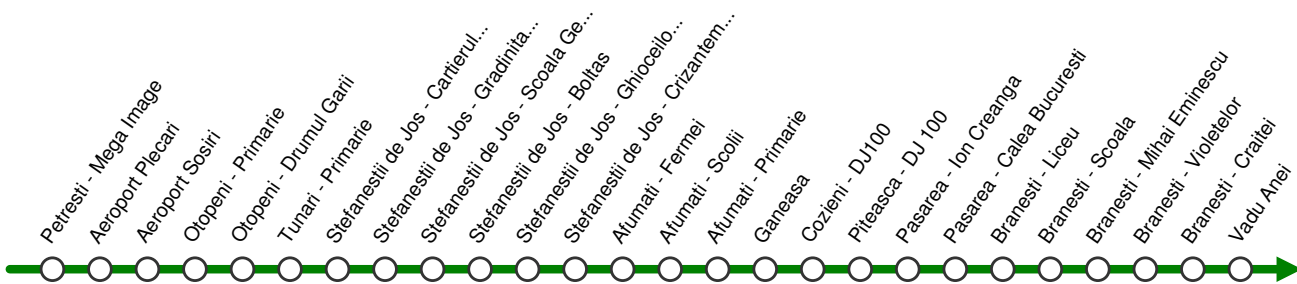 Petresti - Mega Image
Aeroport Plecari
Aeroport Sosiri
Otopeni - Primarie
Otopeni - Drumul Garii
Tunari - Primarie
Stefanestii de Jos - Cartierul...
Stefanestii de Jos - Gradinita...
Stefanestii de Jos - Scoala Ge...
Stefanestii de Jos - Boltas
Stefanestii de Jos - Ghioceilo...
Stefanestii de Jos - Crizantem...
Afumati - Fermei
Afumati - Scolii
Afumati - Primarie
Ganeasa
Cozieni - DJ100
Piteasca - DJ 100
Pasarea - Ion Creanga
Pasarea - Calea Bucuresti
Branesti - Liceu
Branesti - Scoala
Branesti - Mihai Eminescu
Branesti - Violetelor
Branesti - Craitei
Vadu Anei